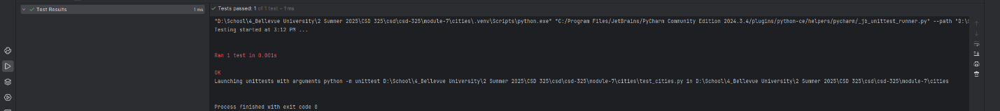 Test Results
1 ms
Tests passed: 1 of 1 test – 1 ms
"D:\School\4_Bellevue University\2 Summer 2025\CSD 325\csd\csd-325\module-7\cities\.venv\Scripts\python.exe" "C:/Program Files/JetBrains/PyCharm Community Edition 2024.3.4/plugins/python-ce/helpers/pycharm/_jb_unittest_runner.py" --path "D:\
Testing started at 3:12 PM ...
Ran 1 test in 0.001s
OK
Launching unittests with arguments python -m unittest D:\School\4_Bellevue University\2 Summer 2025\CSD 325\csd\csd-325\module-7\cities\test_cities.py in D:\School\4_Bellevue University\2 Summer 2025\CSD 325\csd\csd-325\module-7\cities
Process finished with exit code 0